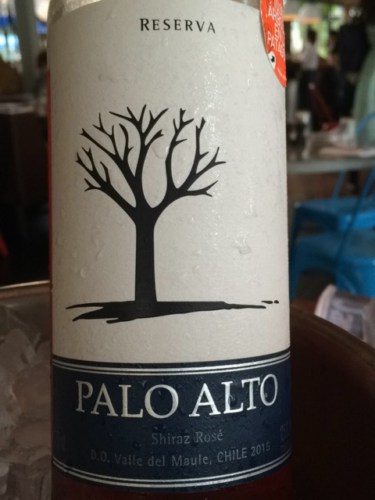 RESERVA
PALO ALTO
Shiraz Rosé
D.O. Valle del Maule, CHILE 2015